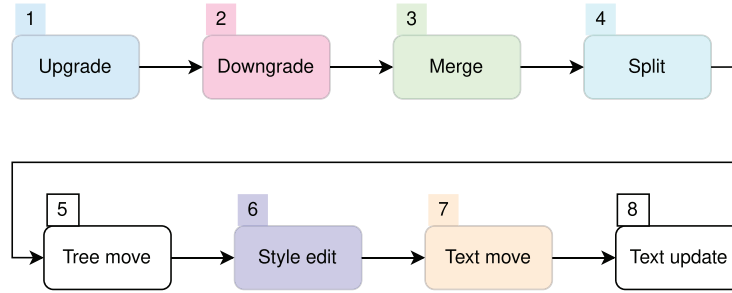 1
Upgrade
2
Downgrade
3
Merge
4
Split
5
Tree move
6
Style edit
7
Text move
8
Text update